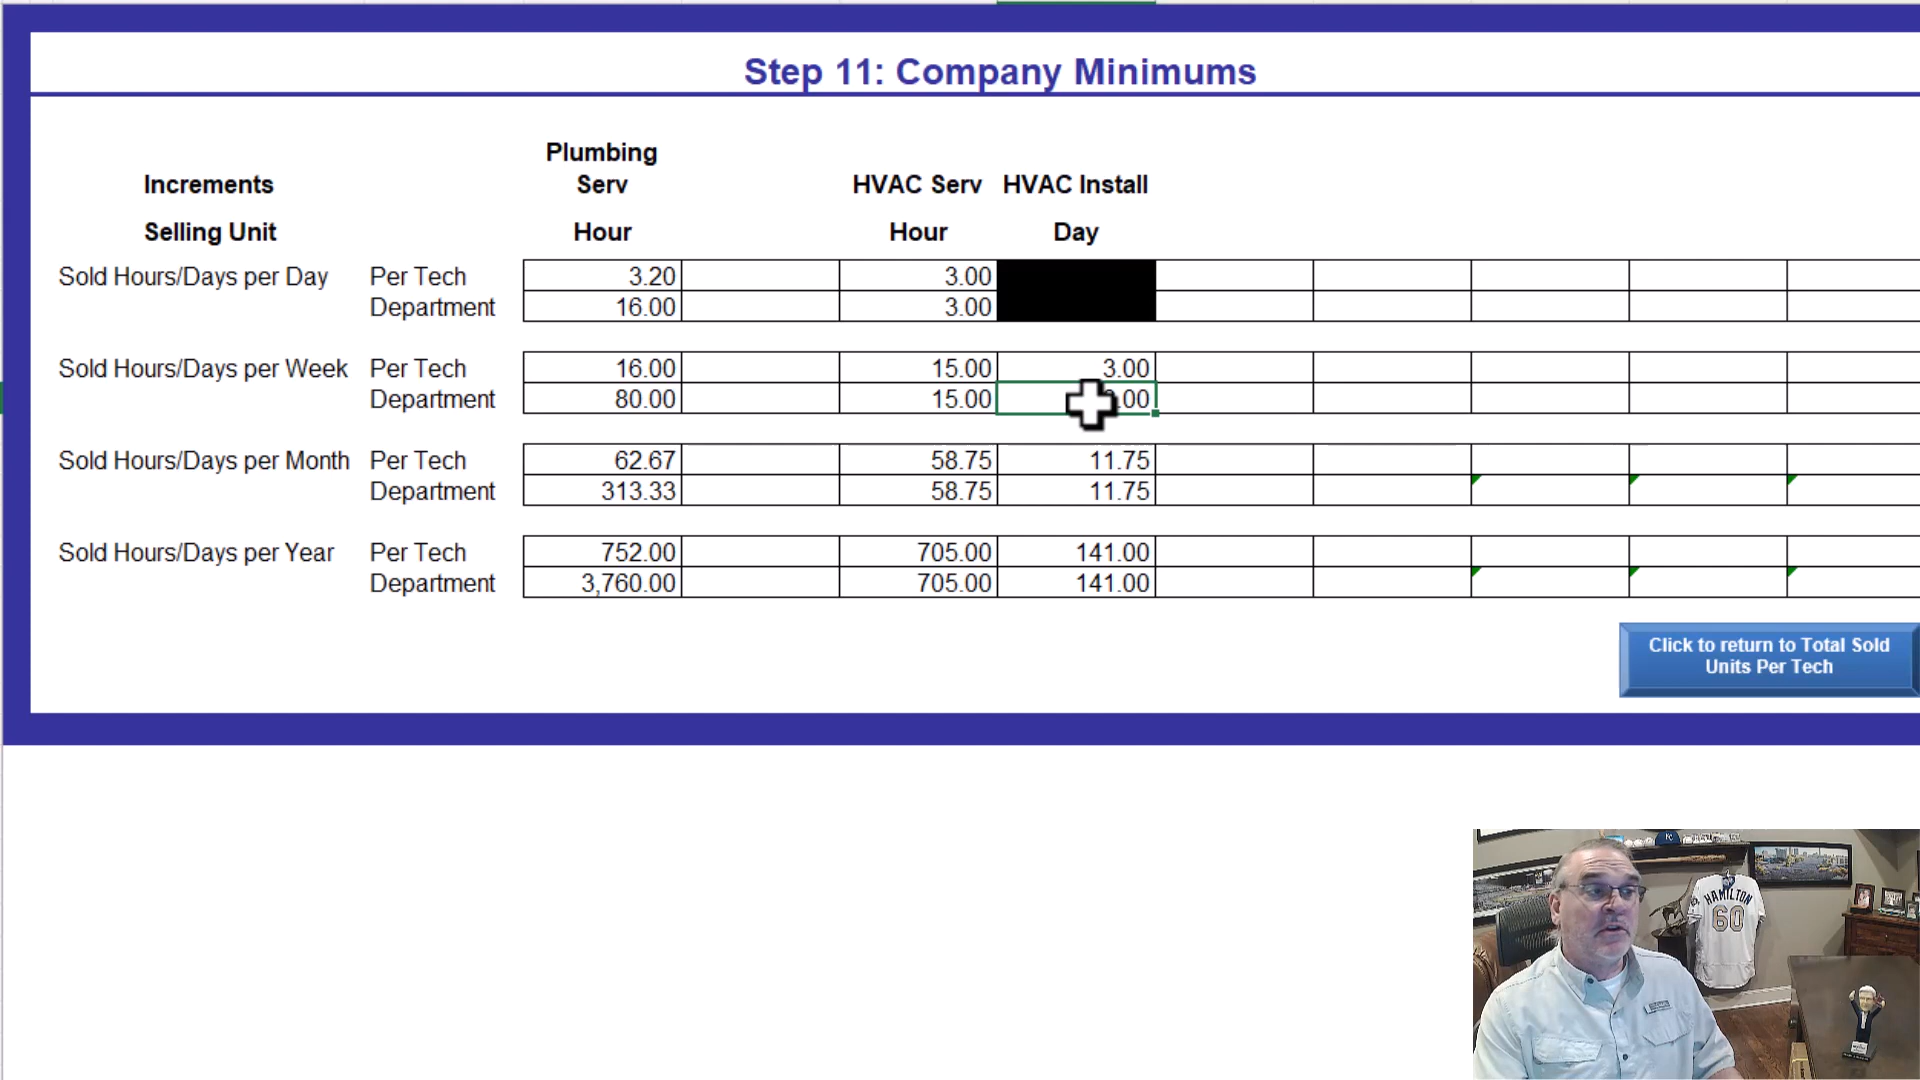 Step 11: Company Minimums
Plumbing
Increments Serv HVAC Serv HVAC Install
Selling Unit Hour Hour Day
Sold Hours/Days per Day Per Tech 3.20 3.00
Department 16.00 3.00
Sold Hours/Days per Week Per Tech 16.00 15.00 3.00
Department 80.00 15.00 .00
Sold Hours/Days per Month Per Tech 62.67 58.75 11.75
Department 313.33 58.75 11.75
Sold Hours/Days per Year Per Tech 752.00 705.00 141.00
Department 3,760.00 705.00 141.00
Click to return to Total Sold
Units Per Tech
KC
HAMILTON
60